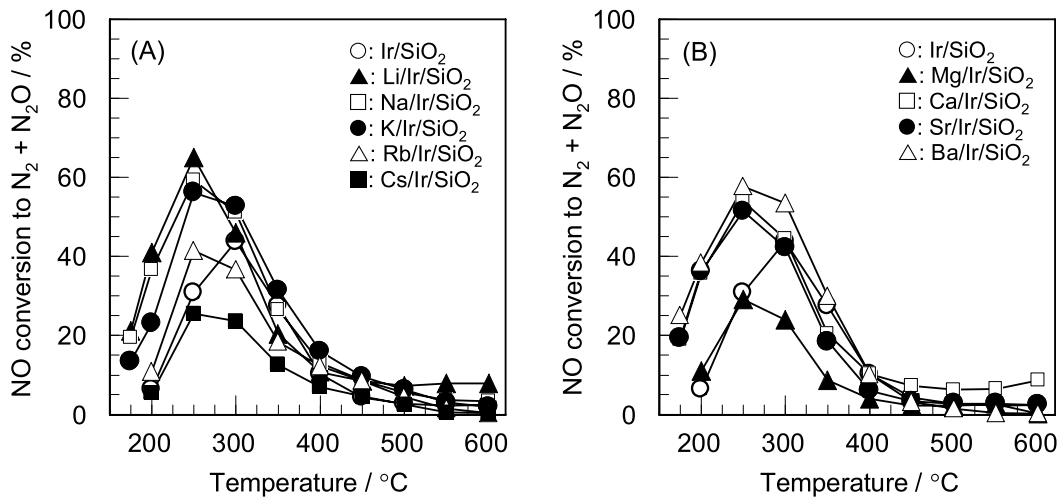 NO conversion to N₂ + N₂O / %
100
80
60
40
20
0
(A)
○: Ir/SiO₂
▲: Li/Ir/SiO₂
□: Na/Ir/SiO₂
●: K/Ir/SiO₂
△: Rb/Ir/SiO₂
■: Cs/Ir/SiO₂
200 300 400 500 600
Temperature / °C
NO conversion to N₂ + N₂O / %
100
80
60
40
20
0
(B)
○: Ir/SiO₂
▲: Mg/Ir/SiO₂
□: Ca/Ir/SiO₂
●: Sr/Ir/SiO₂
△: Ba/Ir/SiO₂
200 300 400 500 600
Temperature / °C